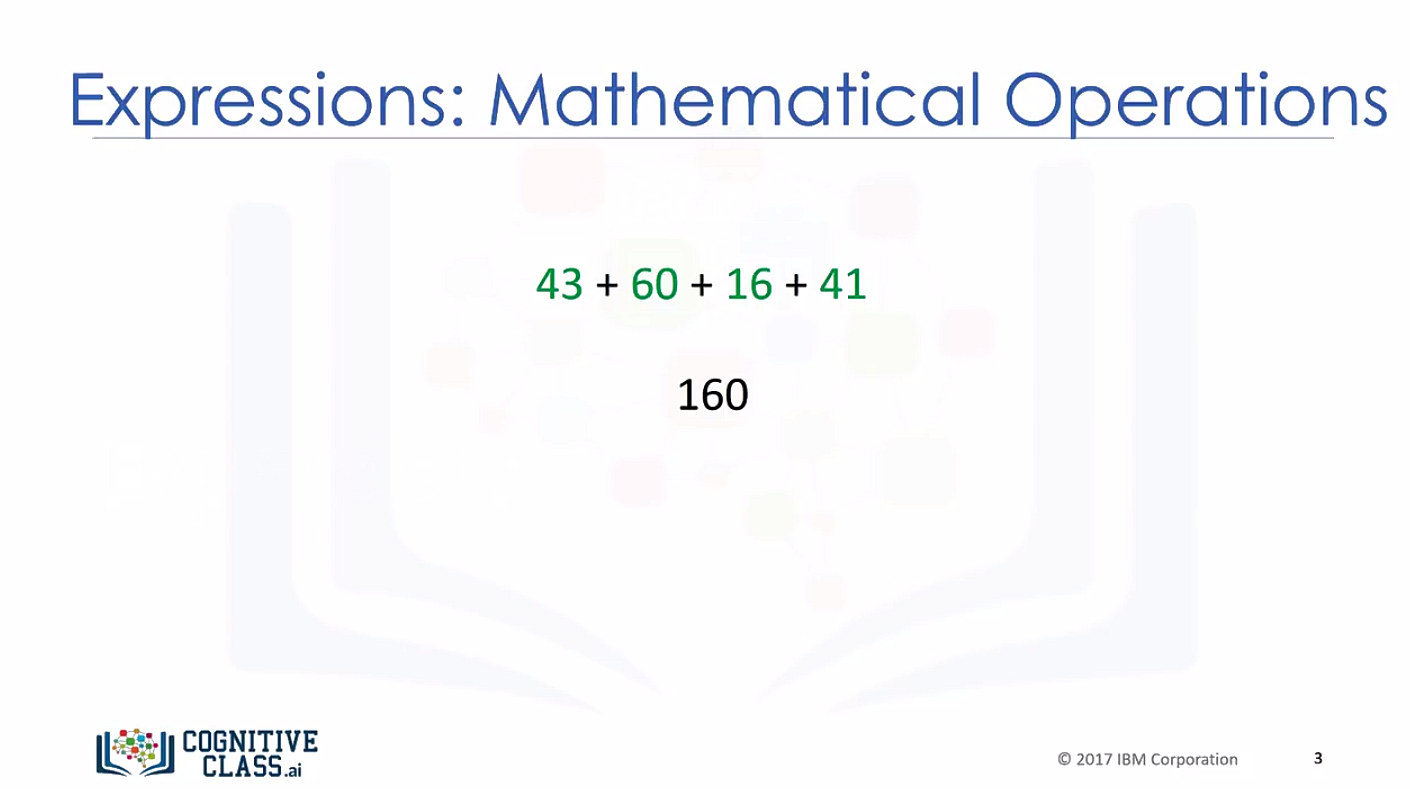 Expressions: Mathematical Operations
43 + 60 + 16 + 41
160
COGNITIVE
CLASS.ai
© 2017 IBM Corporation
3